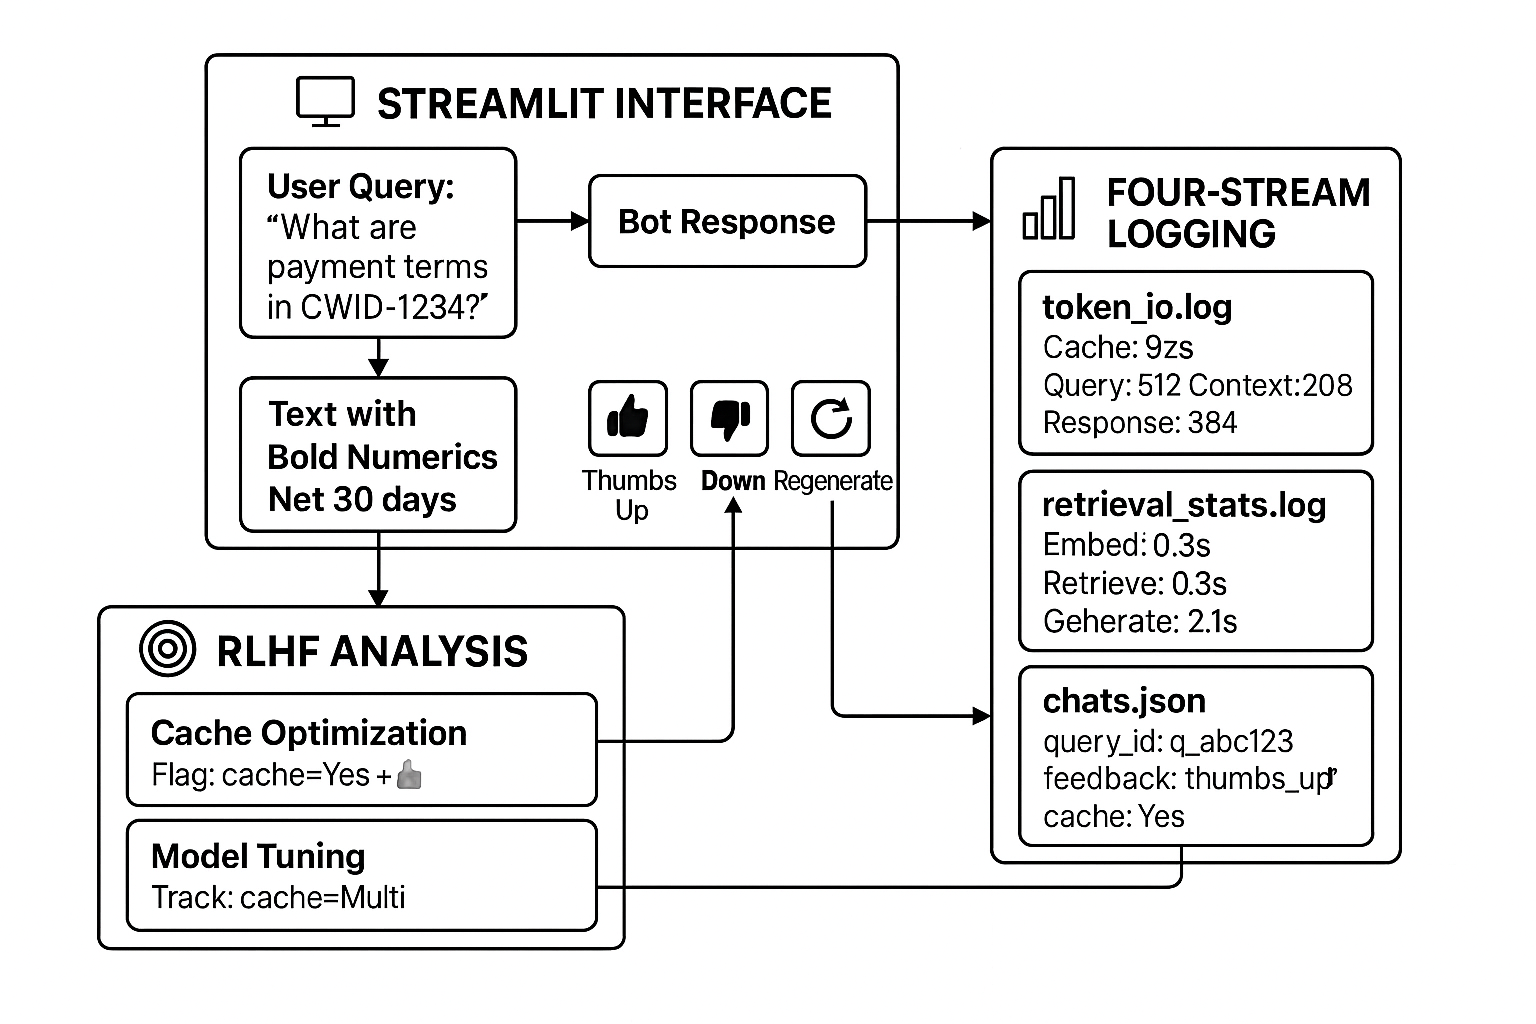 STREAMLIT INTERFACE
User Query:
“What are
payment terms
in CWID-1234?”
Bot Response
Text with
Bold Numerics
Net 30 days
Thumbs
Up
Down
Regenerate
FOUR-STREAM
LOGGING
token_io.log
Cache: 9zs
Query: 512 Context:208
Response: 384
retrieval_stats.log
Embed: 0.3s
Retrieve: 0.3s
Geherate: 2.1s
chats.json
query_id: q_abc123
feedback: thumbs_up
cache: Yes
RLHF ANALYSIS
Cache Optimization
Flag: cache=Yes +
Model Tuning
Track: cache=Multi